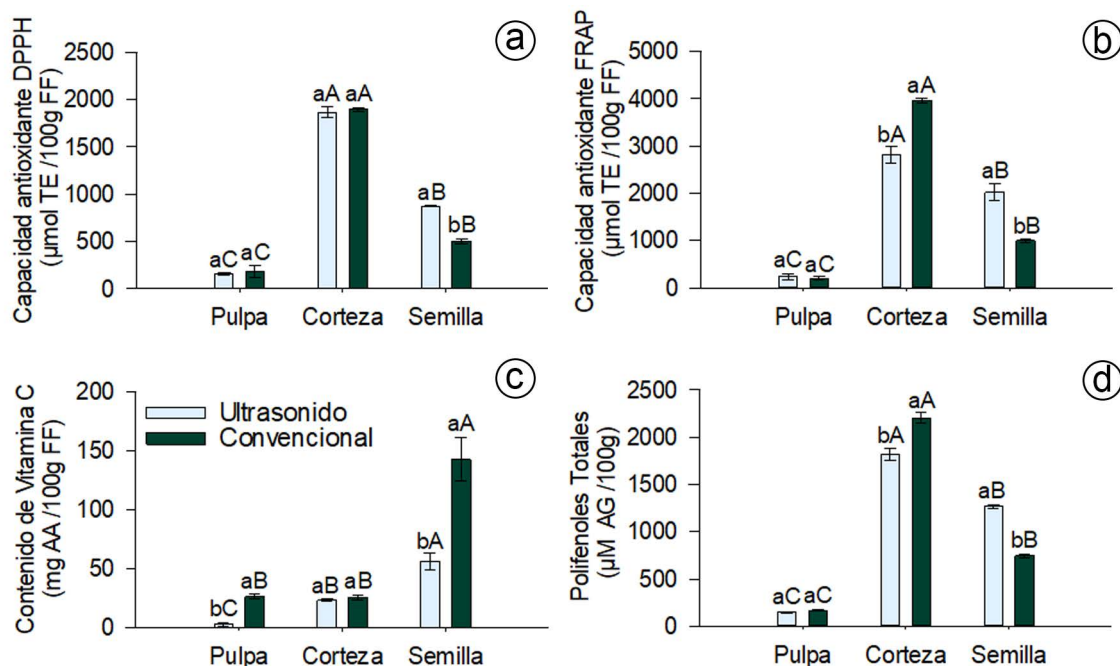 a
Capacidad antioxidante DPPH
(µmol TE /100g FF)
2500
2000
1500
1000
500
0
aC aC
aA aA
aB
bB
Pulpa Corteza Semilla
b
Capacidad antioxidante FRAP
(µmol TE /100g FF)
5000
4000
3000
2000
1000
0
aC aC
bA
aA
aB
bB
Pulpa Corteza Semilla
c
Contenido de Vitamina C
(mg AA /100g FF)
200
150
100
50
0
Ultrasonido
Convencional
bC
aB
aB aB
bA
aA
Pulpa Corteza Semilla
d
Polifenoles Totales
(µM AG /100g)
2500
2000
1500
1000
500
0
aC aC
bA
aA
aB
bB
Pulpa Corteza Semilla